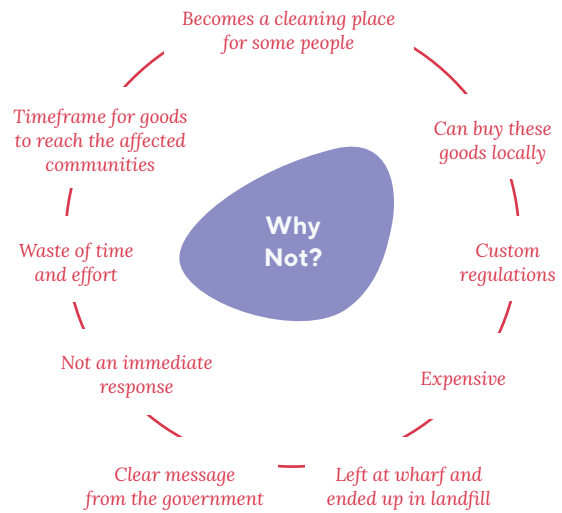 Becomes a cleaning place
for some people
Can buy these
goods locally
Custom
regulations
Expensive
Left at wharf and
ended up in landfill
Clear message
from the government
Not an immediate
response
Waste of time
and effort
Timeframe for goods
to reach the affected
communities
Why
Not?